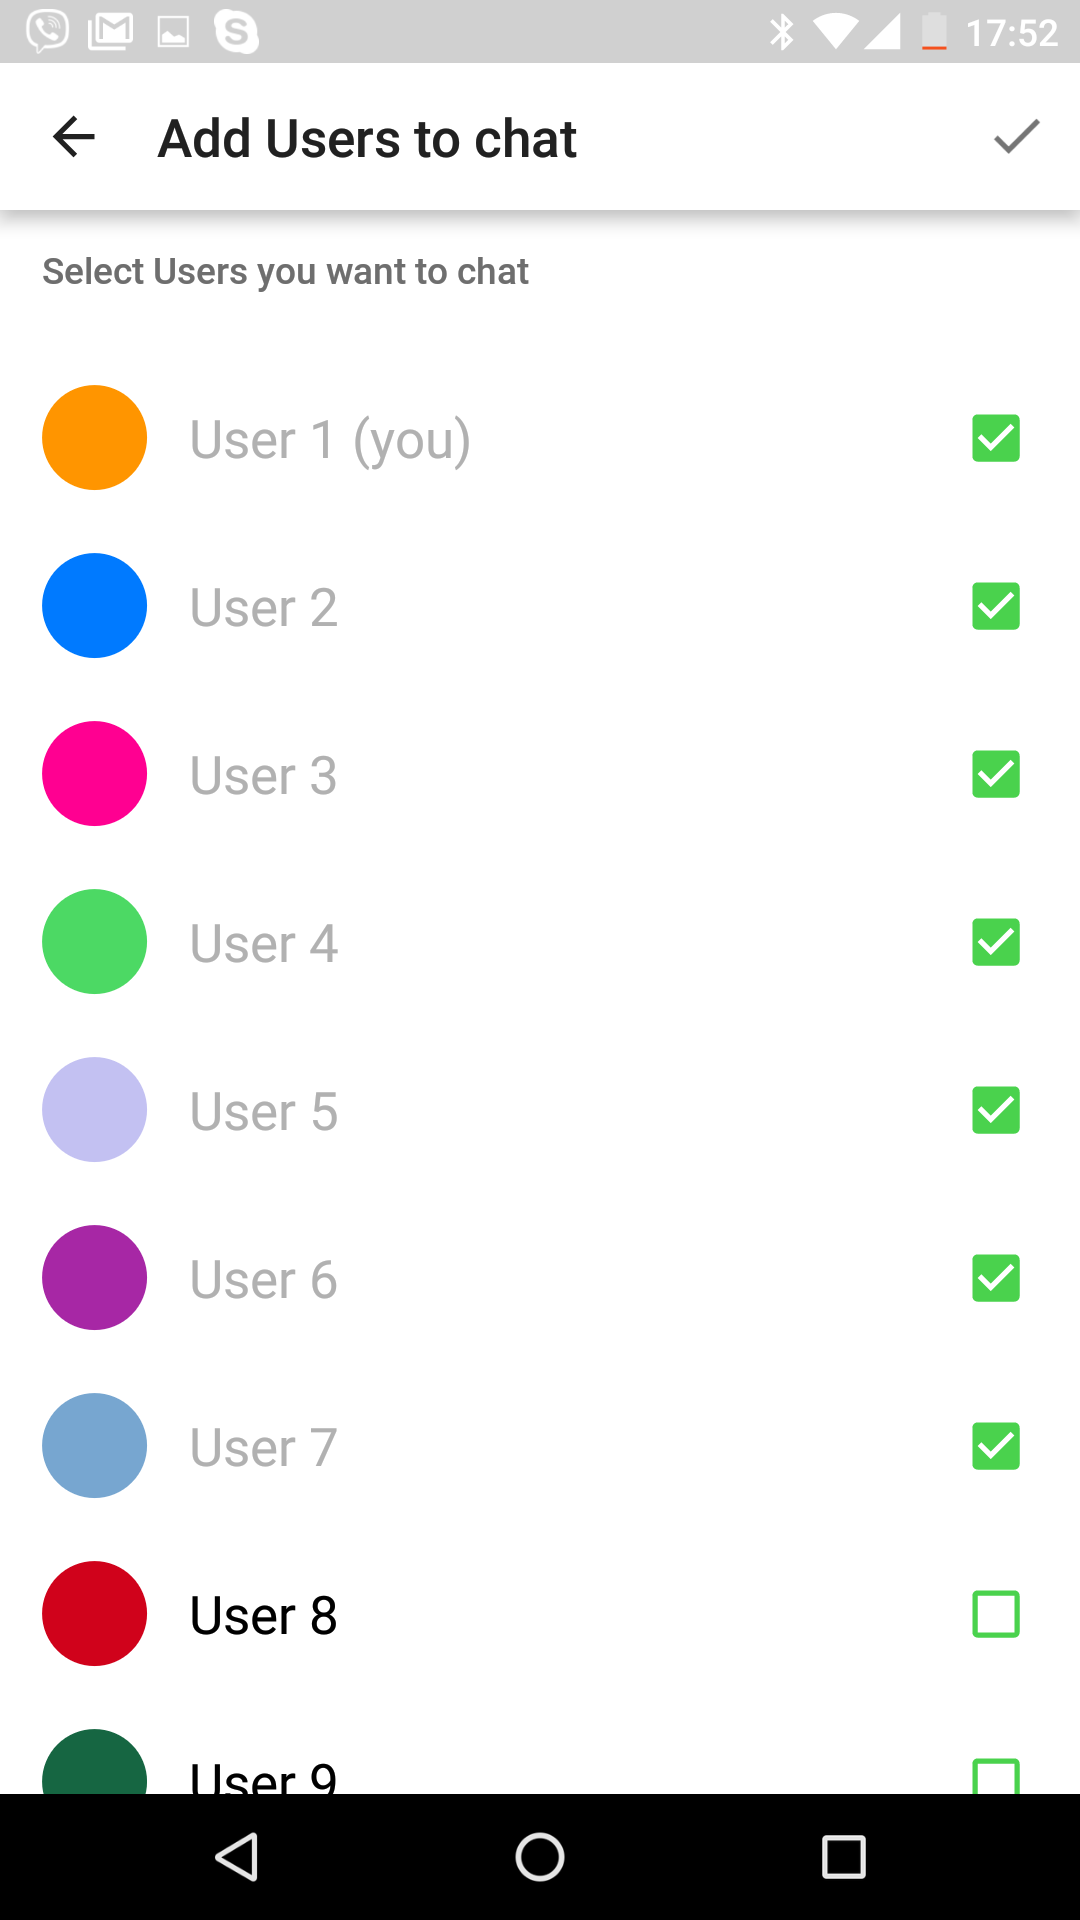 17:52
Add Users to chat
Select Users you want to chat
User 1 (you)
User 2
User 3
User 4
User 5
User 6
User 7
User 8
User 9